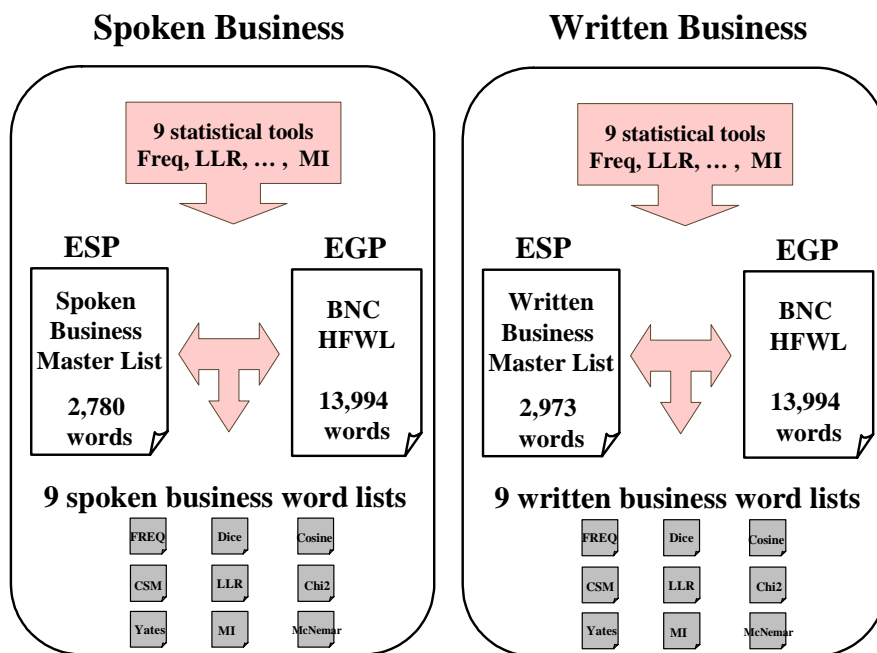 Spoken Business
9 statistical tools
Freq, LLR, … , MI
ESP
EGP
Spoken
Business
Master List
2,780
words
BNC
HFWL
13,994
words
9 spoken business word lists
FREQ
Dice
Cosine
CSM
LLR
Chi2
Yates
MI
McNemar
Written Business
9 statistical tools
Freq, LLR, … , MI
ESP
EGP
Written
Business
Master List
2,973
words
BNC
HFWL
13,994
words
9 written business word lists
FREQ
Dice
Cosine
CSM
LLR
Chi2
Yates
MI
McNemar